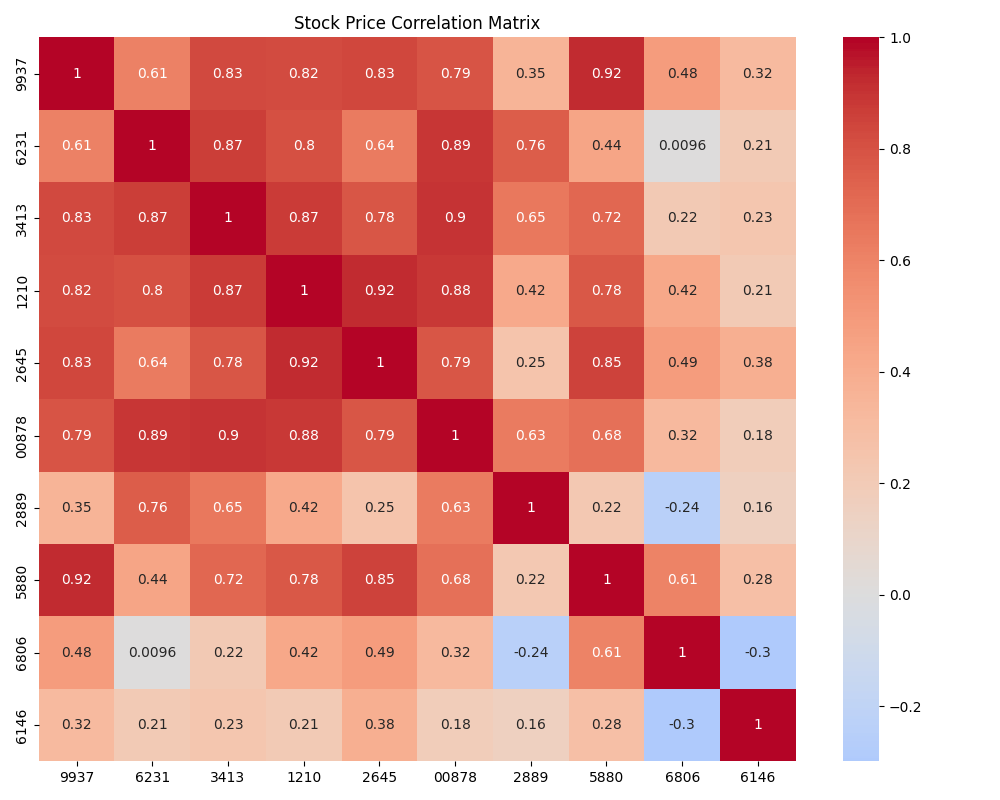 Stock Price Correlation Matrix
9937 1 0.61 0.83 0.82 0.83 0.79 0.35 0.92 0.48 0.32
6231 0.61 1 0.87 0.8 0.64 0.89 0.76 0.44 0.0096 0.21
3413 0.83 0.87 1 0.87 0.78 0.9 0.65 0.72 0.22 0.23
1210 0.82 0.8 0.87 1 0.92 0.88 0.42 0.78 0.42 0.21
2645 0.83 0.64 0.78 0.92 1 0.79 0.25 0.85 0.49 0.38
00878 0.79 0.89 0.9 0.88 0.79 1 0.63 0.68 0.32 0.18
2889 0.35 0.76 0.65 0.42 0.25 0.63 1 0.22 -0.24 0.16
5880 0.92 0.44 0.72 0.78 0.85 0.68 0.22 1 0.61 0.28
6806 0.48 0.0096 0.22 0.42 0.49 0.32 -0.24 0.61 1 -0.3
6146 0.32 0.21 0.23 0.21 0.38 0.18 0.16 0.28 -0.3 1
9937 6231 3413 1210 2645 00878 2889 5880 6806 6146
1.0
0.8
0.6
0.4
0.2
0.0
−0.2